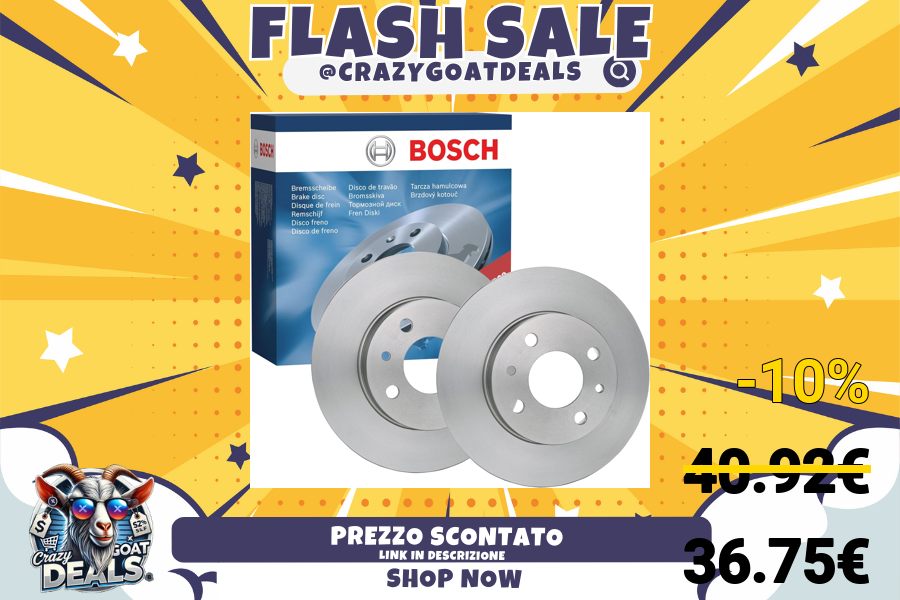 FLASH SALE
@CRAZYGOATDEALS
BOSCH
BOSCH
Bremsscheibe
Brake disc
Disque de frein
Remschijf
Disco freno
Disco de freno
Disco de travão
Bromsskiva
Тормозной диск
Fren Diski
Tarcza hamulcowa
Brzdový kotouč
-10%
40.92€
36.75€
PREZZO SCONTATO
LINK IN DESCRIZIONE
SHOP NOW
$
52%
Crazy
GOAT
DEALS